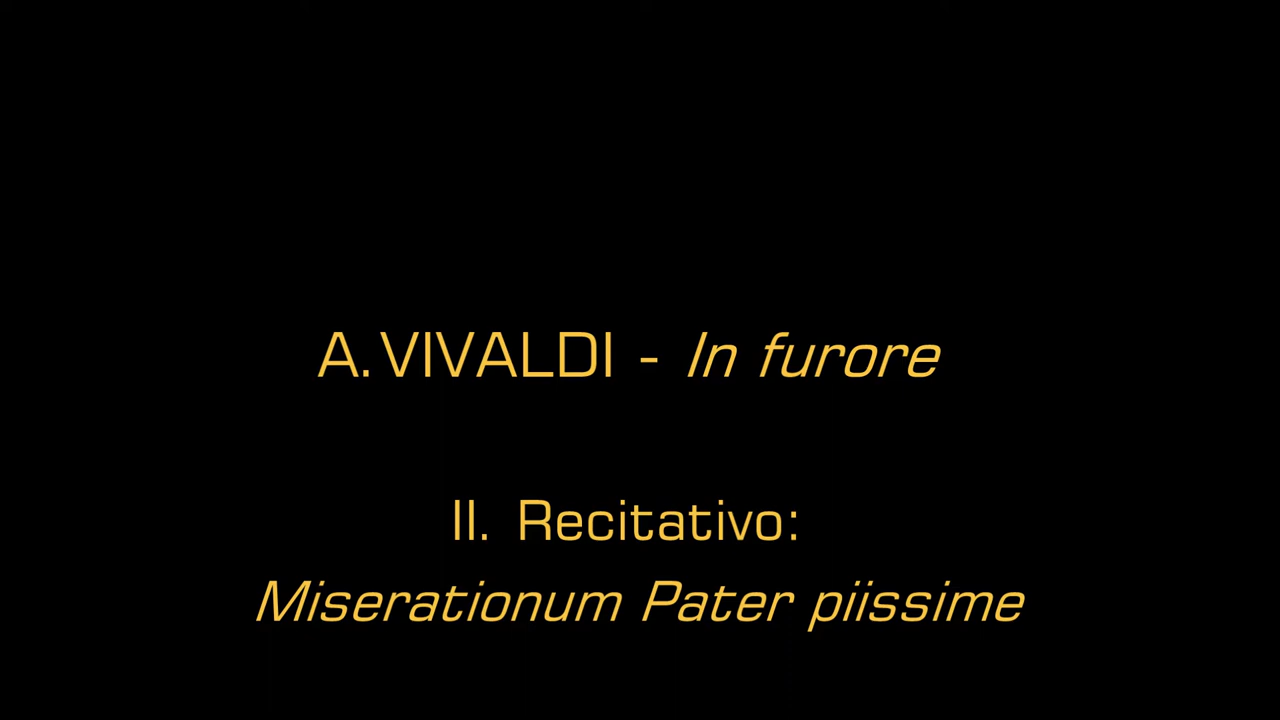 A. VIVALDI - In furore
II. Recitativo:
Miserationum Pater piissime